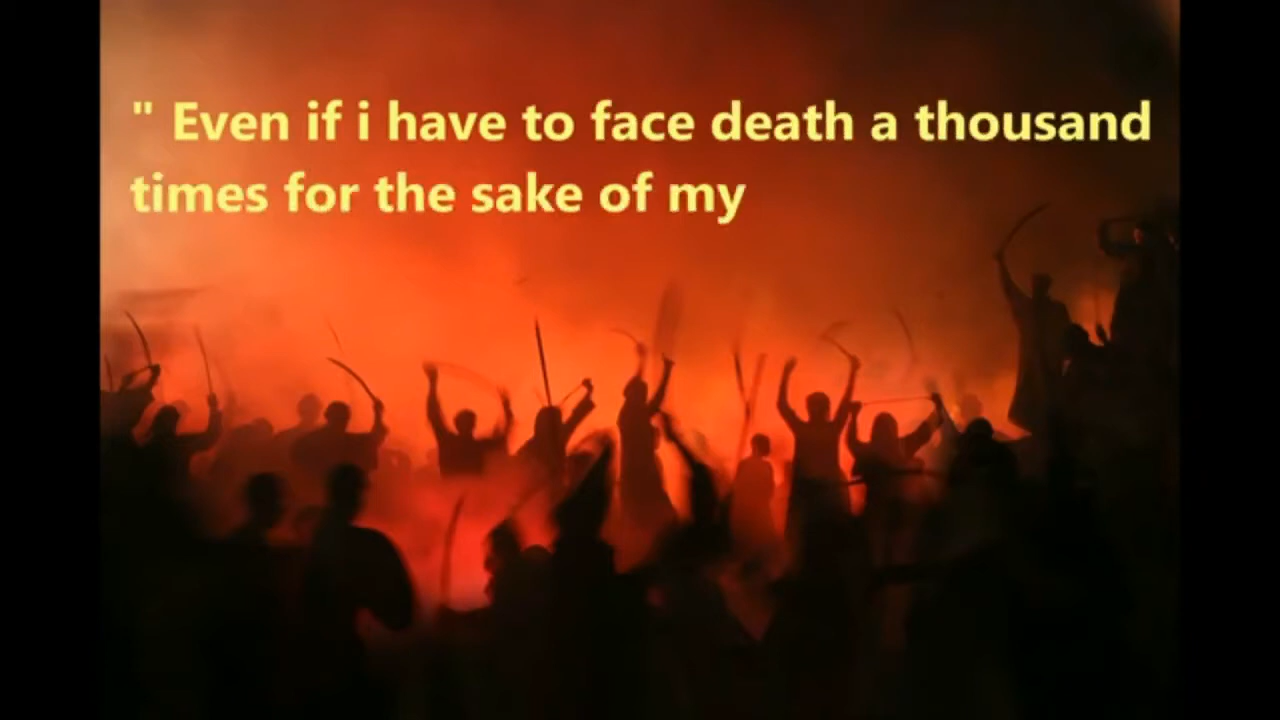 " Even if i have to face death a thousand
times for the sake of my